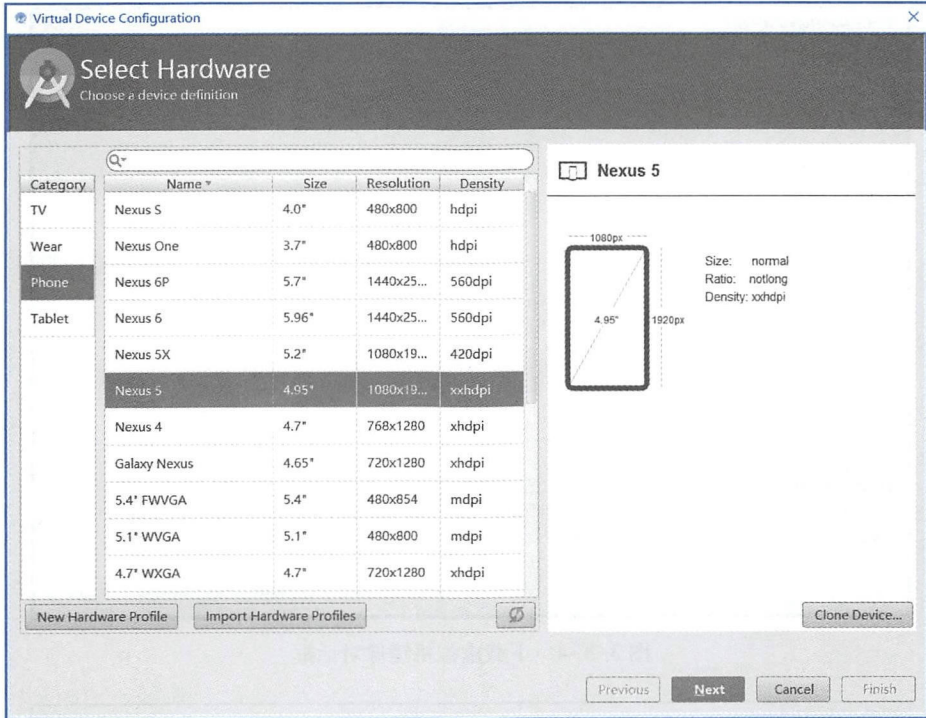 Virtual Device Configuration
Select Hardware
Choose a device definition
Category
TV
Wear
Phone
Tablet
Name Size Resolution Density
Nexus S 4.0" 480x800 hdpi
Nexus One 3.7" 480x800 hdpi
Nexus 6P 5.7" 1440x25... 560dpi
Nexus 6 5.96" 1440x25... 560dpi
Nexus 5X 5.2" 1080x19... 420dpi
Nexus 5 4.95" 1080x19... xxhdpi
Nexus 4 4.7" 768x1280 xhdpi
Galaxy Nexus 4.65" 720x1280 xhdpi
5.4" FWVGA 5.4" 480x854 mdpi
5.1" WVGA 5.1" 480x800 mdpi
4.7" WXGA 4.7" 720x1280 xhdpi
New Hardware Profile
Import Hardware Profiles
Nexus 5
1080px
4.95"
1920px
Size: normal
Ratio: notlong
Density: xxhdpi
Clone Device...
Previous
Next
Cancel
Finish